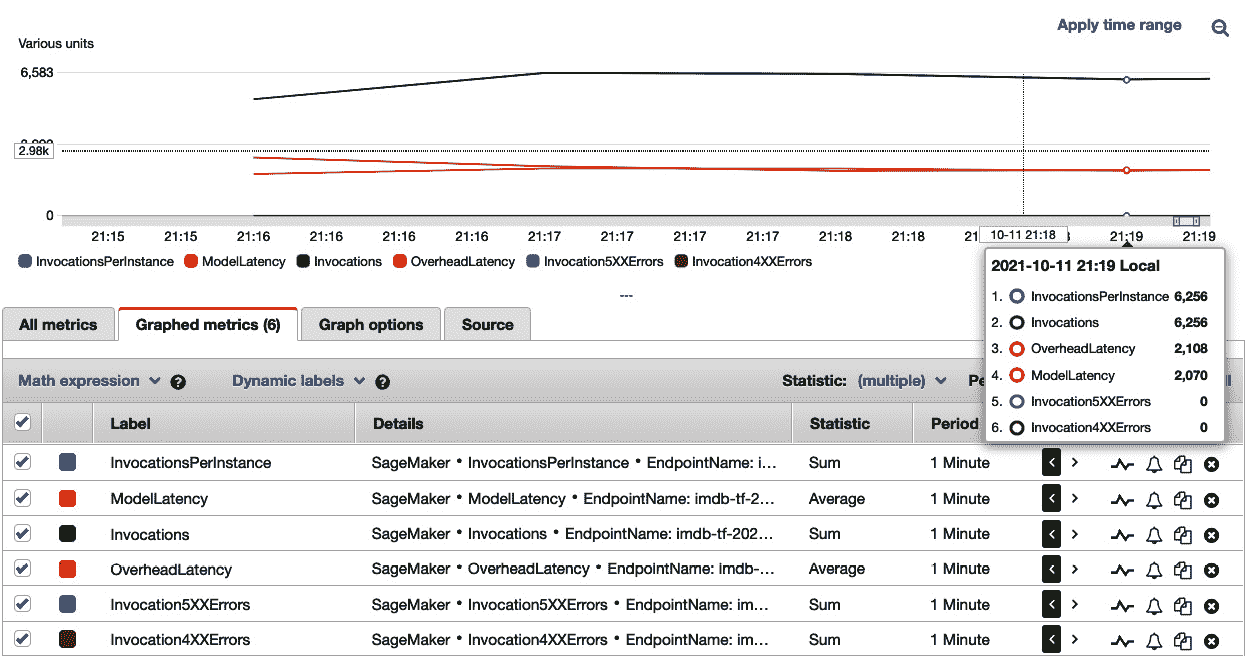 Apply time range
Various units
6,583
2.98k
0
21:15 21:15 21:16 21:16 21:16 21:16 21:17 21:17 21:17 21:17 21:18 21:18 10-11 21:18 21:19 21:19
InvocationsPerInstance ModelLatency Invocations OverheadLatency Invocation5XXErrors Invocation4XXErrors
2021-10-11 21:19 Local
1. InvocationsPerInstance 6,256
2. Invocations 6,256
3. OverheadLatency 2,108
4. ModelLatency 2,070
5. Invocation5XXErrors 0
6. Invocation4XXErrors 0
All metrics Graphed metrics (6) Graph options Source
Math expression ? Dynamic labels ? Statistic: (multiple)
Label Details Statistic Period
InvocationsPerInstance SageMaker • InvocationsPerInstance • EndpointName: i... Sum 1 Minute < >
ModelLatency SageMaker • ModelLatency • EndpointName: imdb-tf-2... Average 1 Minute < >
Invocations SageMaker • Invocations • EndpointName: imdb-tf-202... Sum 1 Minute < >
OverheadLatency SageMaker • OverheadLatency • EndpointName: imdb-... Average 1 Minute < >
Invocation5XXErrors SageMaker • Invocation5XXErrors • EndpointName: im... Sum 1 Minute < >
Invocation4XXErrors SageMaker • Invocation4XXErrors • EndpointName: im... Sum 1 Minute < >